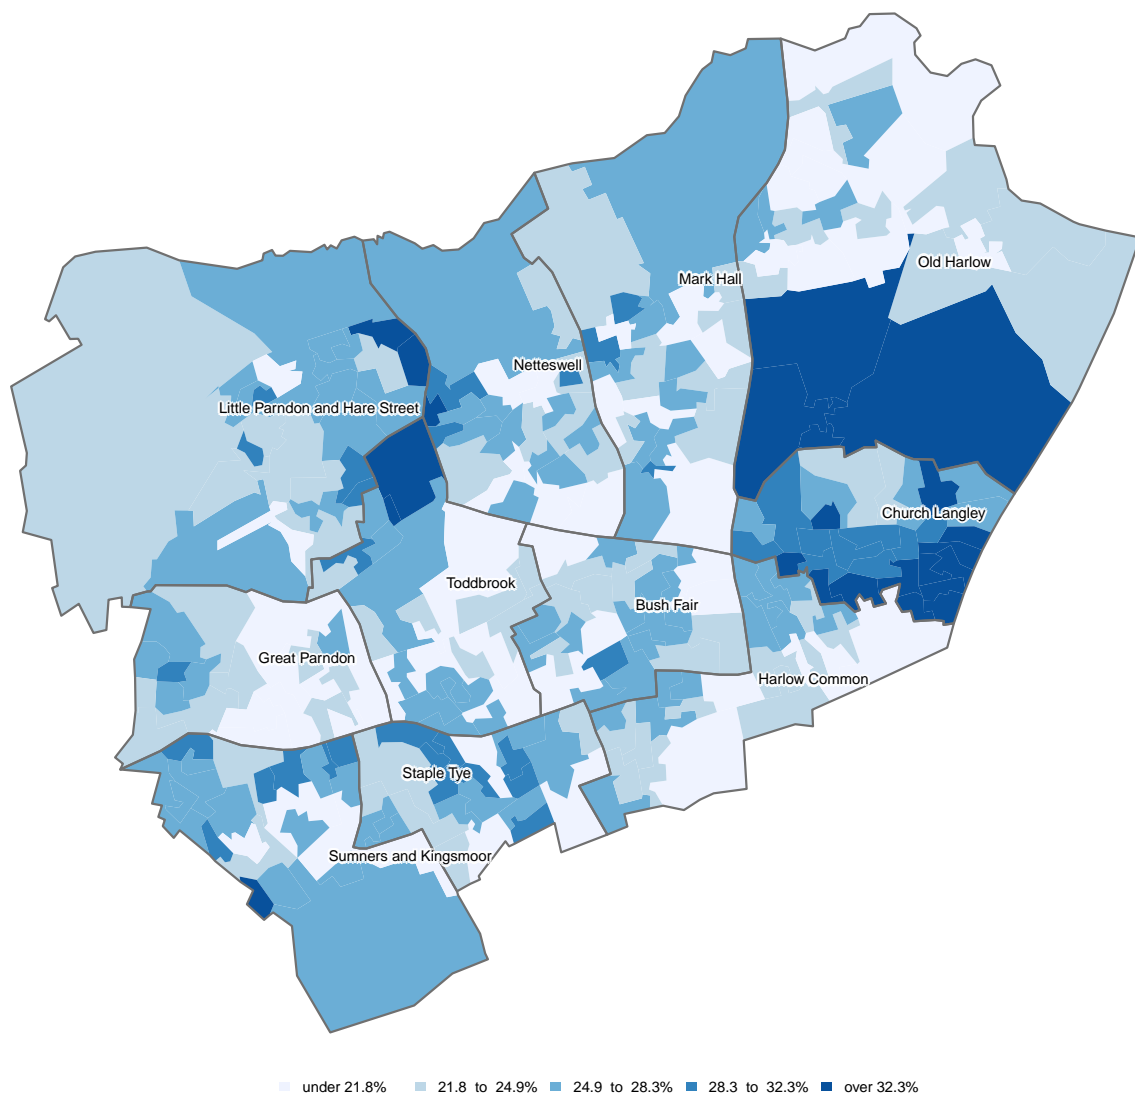 Old Harlow
Mark Hall
Netteswell
Little Parndon and Hare Street
Church Langley
Toddbrook
Bush Fair
Great Parndon
Harlow Common
Staple Tye
Sumners and Kingsmoor
under 21.8% 21.8 to 24.9% 24.9 to 28.3% 28.3 to 32.3% over 32.3%